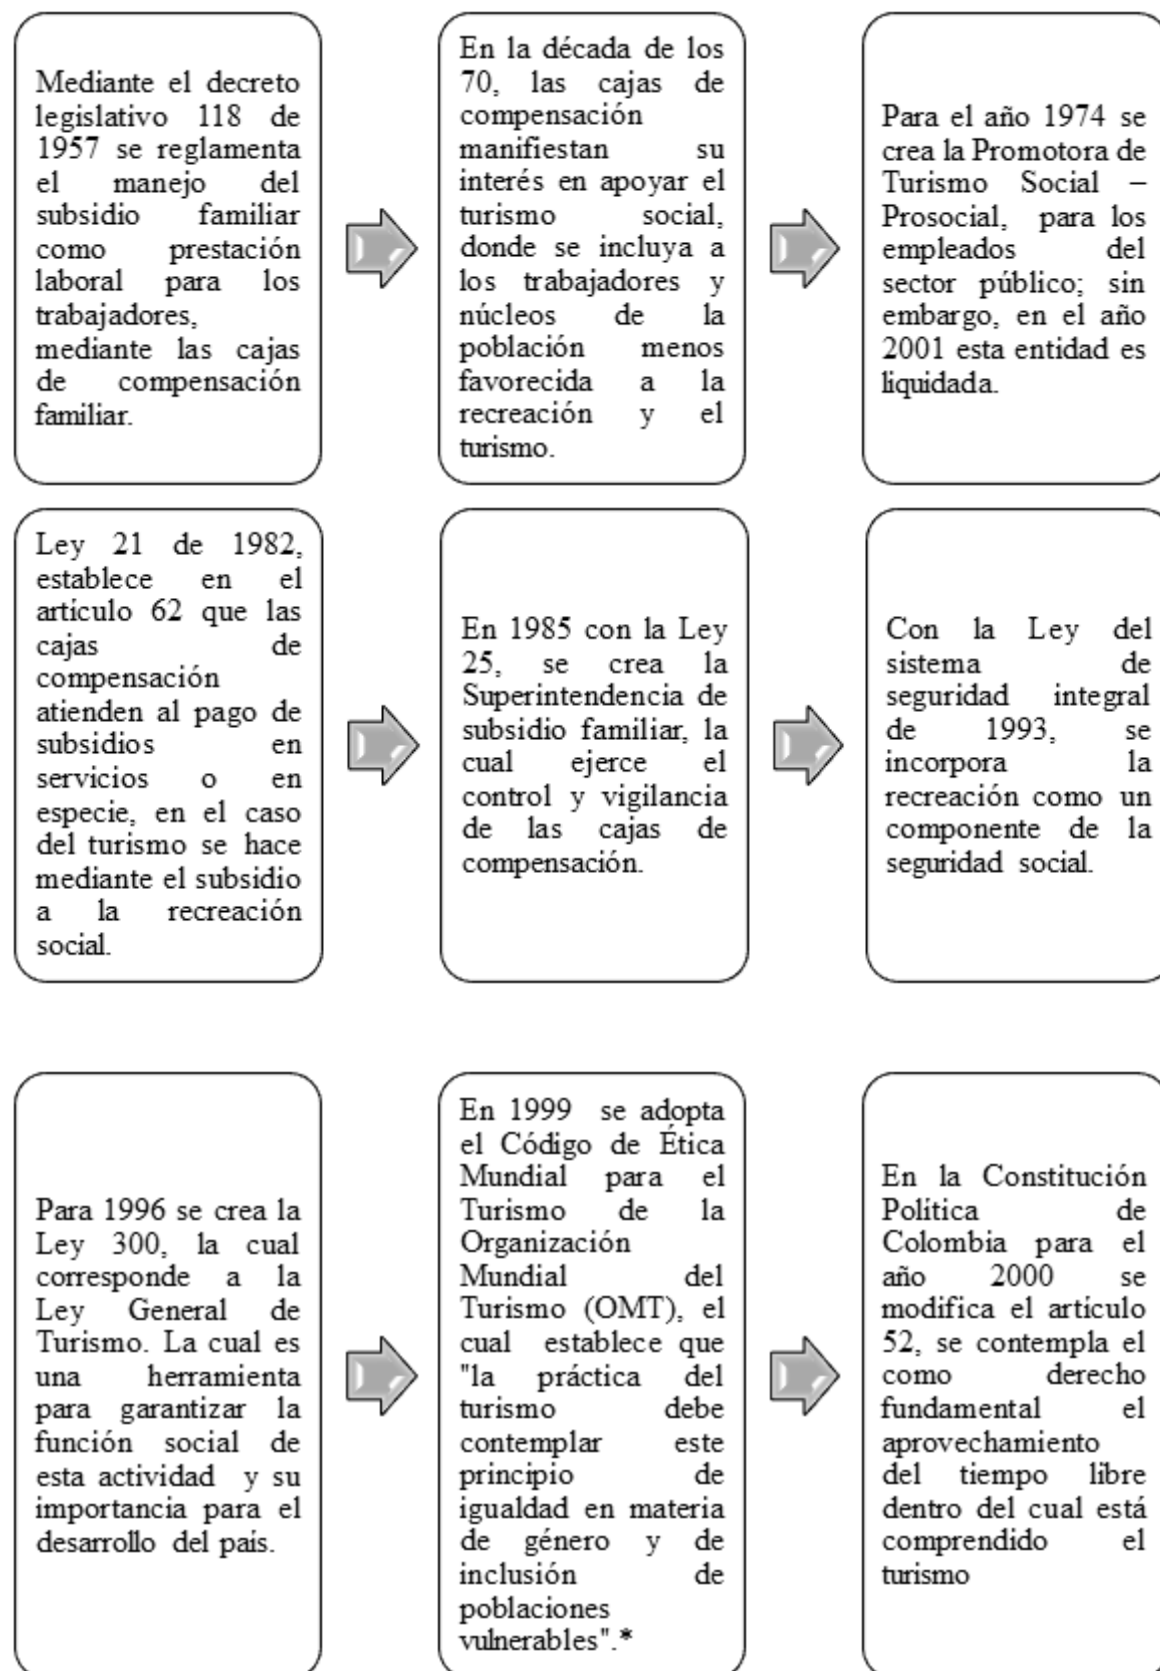 Mediante el decreto
legislativo 118 de
1957 se reglamenta
el manejo del
subsidio familiar
como prestación
laboral para los
trabajadores,
mediante las cajas
de compensación
familiar.
En la década de los
70, las cajas de
compensación
manifiestan su
interés en apoyar el
turismo social,
donde se incluya a
los trabajadores y
núcleos de la
población menos
favorecida a la
recreación y el
turismo.
Para el año 1974 se
crea la Promotora de
Turismo Social –
Prosocial, para los
empleados del
sector público; sin
embargo, en el año
2001 esta entidad es
liquidada.
Ley 21 de 1982,
establece en el
artículo 62 que las
cajas de
compensación
atienden al pago de
subsidios en
servicios o en
especie, en el caso
del turismo se hace
mediante el subsidio
a la recreación
social.
En 1985 con la Ley
25, se crea la
Superintendencia de
subsidio familiar, la
cual ejerce el
control y vigilancia
de las cajas de
compensación.
Con la Ley del
sistema de
seguridad integral
de 1993, se
incorpora la
recreación como un
componente de la
seguridad social.
Para 1996 se crea la
Ley 300, la cual
corresponde a la
Ley General de
Turismo. La cual es
una herramienta
para garantizar la
función social de
esta actividad y su
importancia para el
desarrollo del país.
En 1999 se adopta
el Código de Ética
Mundial para el
Turismo de la
Organización
Mundial del
Turismo (OMT), el
cual establece que
"la práctica del
turismo debe
contemplar este
principio de
igualdad en materia
de género y de
inclusión de
poblaciones
vulnerables".*
En la Constitución
Política de
Colombia para el
año 2000 se
modifica el artículo
52, se contempla el
como derecho
fundamental el
aprovechamiento
del tiempo libre
dentro del cual está
comprendido el
turismo